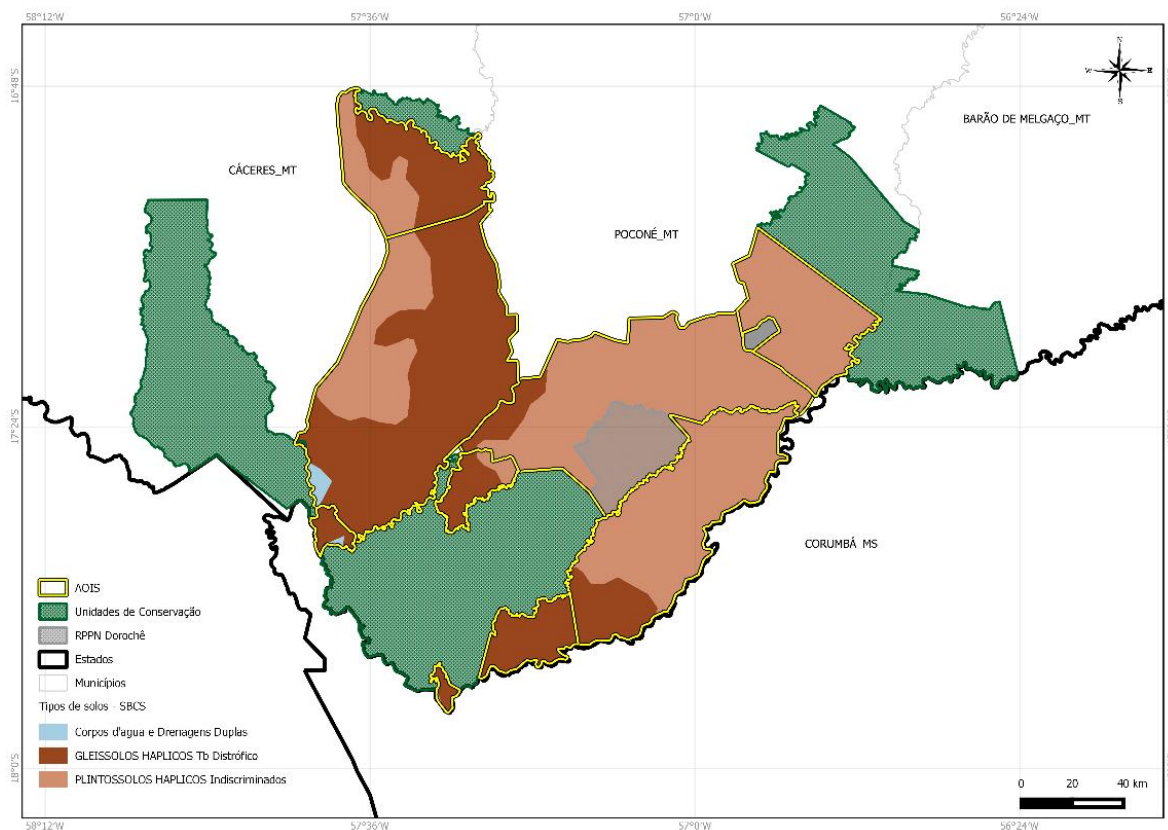 58°12'W 57°36'W 57°0'W 56°24'W
N
W E
S
16°48'S
BARÃO DE MELGAÇO_MT
CÁCERES_MT
POCONÉ_MT
17°24'S
CORUMBÁ_MS
AOIS
Unidades de Conservação
RPPN Dorochê
Estados
Municípios
Tipos de solos - SBCS
Corpos d'agua e Drenagens Duplas
GLEISSOLOS HAPLICOS Tb Distrófico
PLINTOSSOLOS HAPLICOS Indiscriminados
18°0'S
0 20 40 km
58°12'W 57°36'W 57°0'W 56°24'W